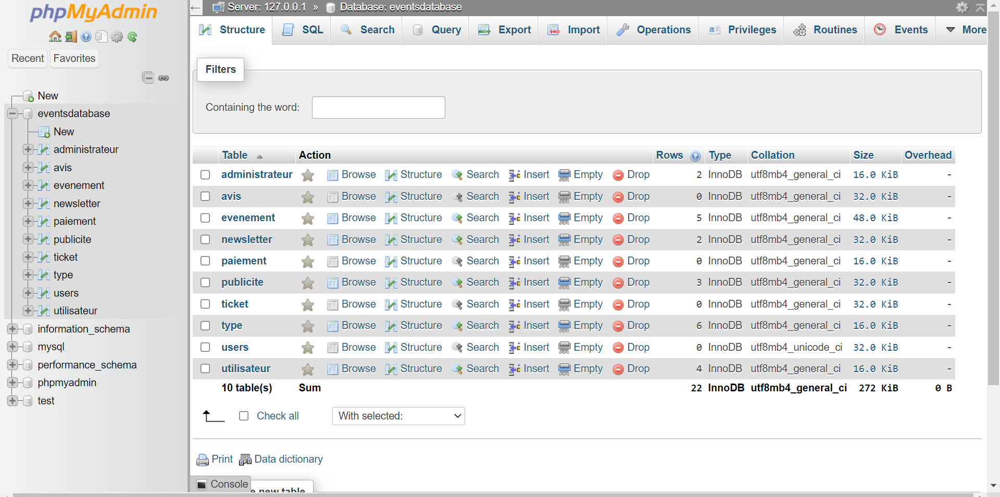 phpMyAdmin
Recent Favorites
New
eventsdatabase
New
administrateur
avis
evenement
newsletter
paiement
publicite
ticket
type
users
utilisateur
information_schema
mysql
performance_schema
phpmyadmin
test
Server: 127.0.0.1 » Database: eventsdatabase
Structure SQL Search Query Export Import Operations Privileges Routines Events More
Filters
Containing the word:
Table Action Rows Type Collation Size Overhead
administrateur Browse Structure Search Insert Empty Drop 2 InnoDB utf8mb4_general_ci 16.0 KiB -
avis Browse Structure Search Insert Empty Drop 0 InnoDB utf8mb4_general_ci 32.0 KiB -
evenement Browse Structure Search Insert Empty Drop 5 InnoDB utf8mb4_general_ci 48.0 KiB -
newsletter Browse Structure Search Insert Empty Drop 2 InnoDB utf8mb4_general_ci 32.0 KiB -
paiement Browse Structure Search Insert Empty Drop 0 InnoDB utf8mb4_general_ci 16.0 KiB -
publicite Browse Structure Search Insert Empty Drop 3 InnoDB utf8mb4_general_ci 32.0 KiB -
ticket Browse Structure Search Insert Empty Drop 0 InnoDB utf8mb4_general_ci 32.0 KiB -
type Browse Structure Search Insert Empty Drop 6 InnoDB utf8mb4_general_ci 16.0 KiB -
users Browse Structure Search Insert Empty Drop 0 InnoDB utf8mb4_unicode_ci 32.0 KiB -
utilisateur Browse Structure Search Insert Empty Drop 4 InnoDB utf8mb4_general_ci 16.0 KiB -
10 table(s) Sum 22 InnoDB utf8mb4_general_ci 272 KiB 0 B
Check all With selected:
Print Data dictionary
Console
e new table